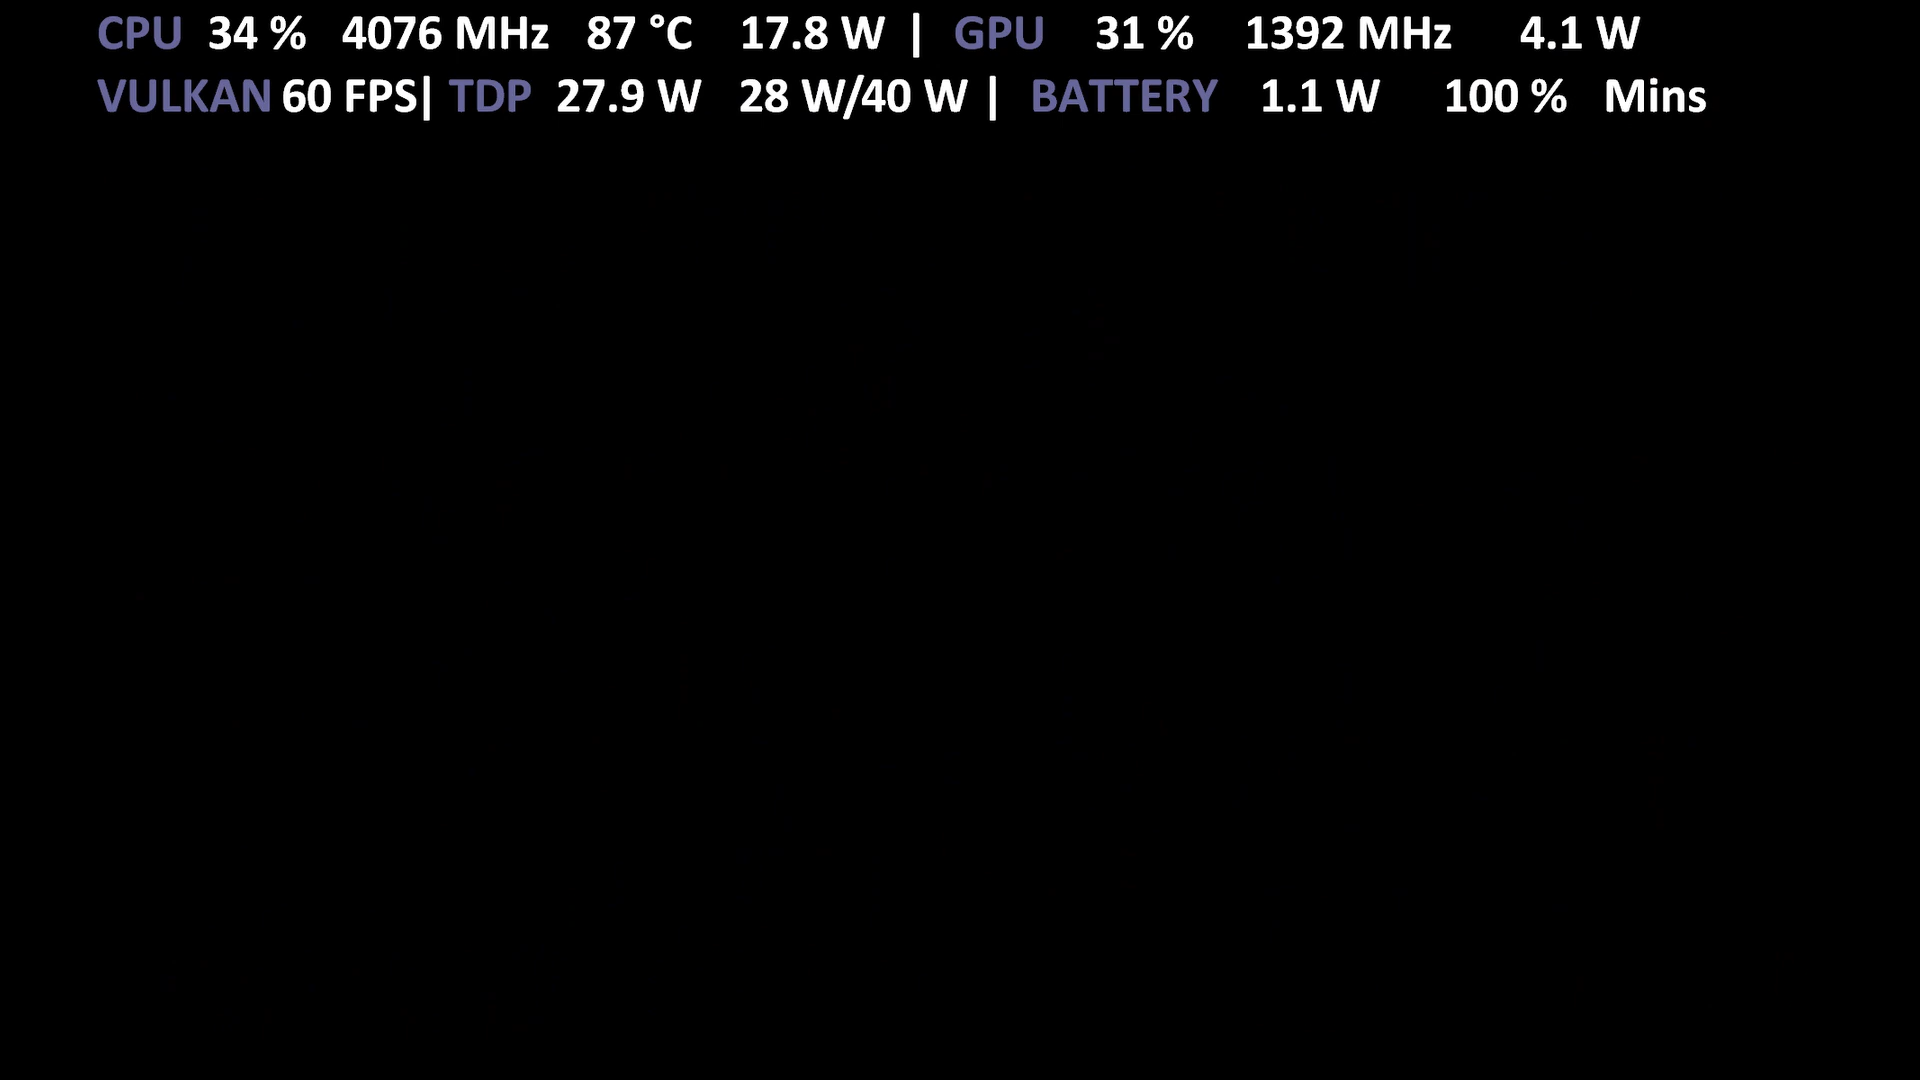 CPU 34 % 4076 MHz 87 °C 17.8 W | GPU 31 % 1392 MHz 4.1 W
VULKAN 60 FPS| TDP 27.9 W 28 W/40 W | BATTERY 1.1 W 100 % Mins